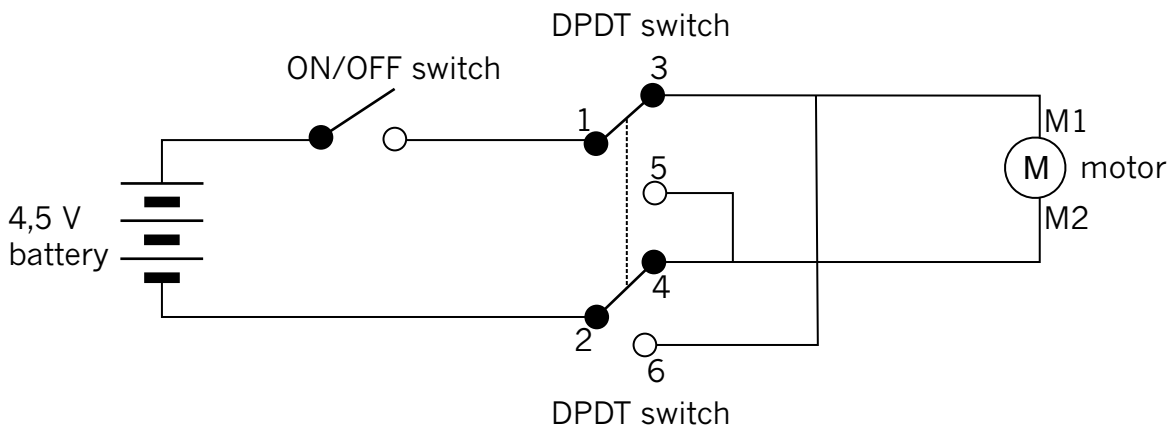 DPDT switch
ON/OFF switch
3
1
M1
5
M motor
4,5 V
battery
M2
4
2
6
DPDT switch